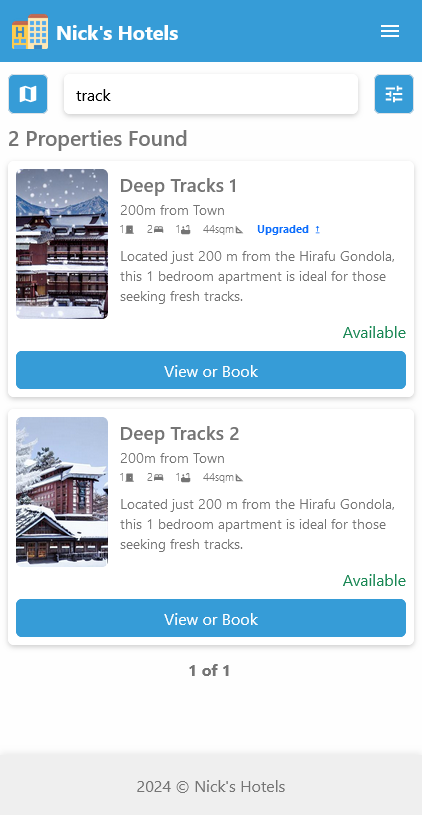 Nick's Hotels
track
2 Properties Found
Deep Tracks 1
200m from Town
1 2 1 44sqm Upgraded
Located just 200 m from the Hirafu Gondola,
this 1 bedroom apartment is ideal for those
seeking fresh tracks.
Available
View or Book
Deep Tracks 2
200m from Town
1 2 1 44sqm
Located just 200 m from the Hirafu Gondola,
this 1 bedroom apartment is ideal for those
seeking fresh tracks.
Available
View or Book
1 of 1
2024 © Nick's Hotels